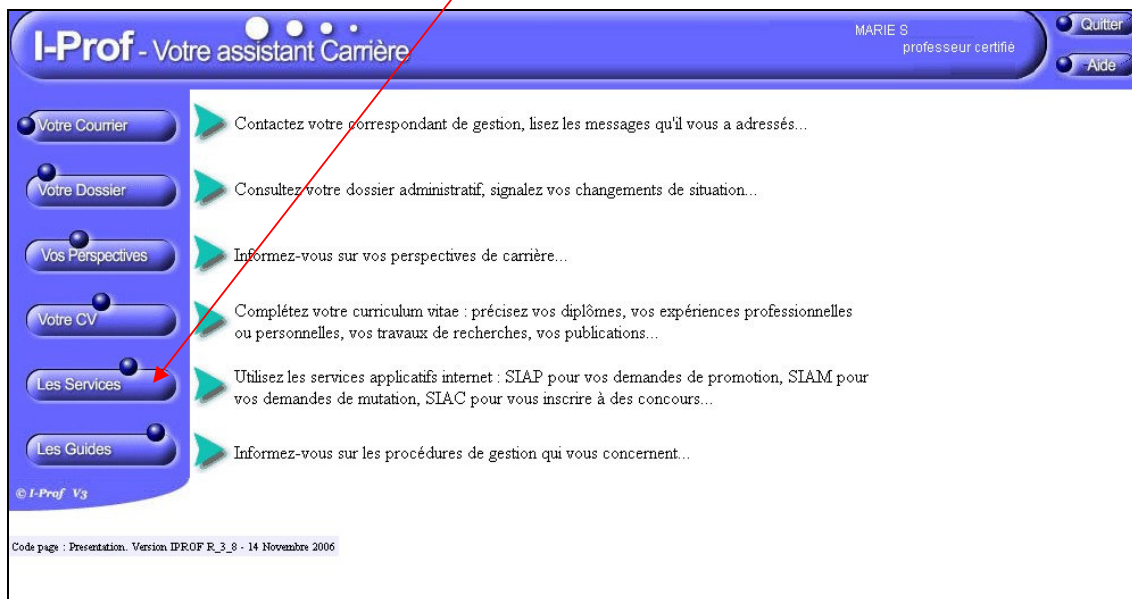 I-Prof - Votre assistant Carrière
MARIE S
professeur certifié
Quitter
Aide
Votre Courrier
Contactez votre correspondant de gestion, lisez les messages qu'il vous a adressés...
Votre Dossier
Consultez votre dossier administratif, signalez vos changements de situation...
Vos Perspectives
Informez-vous sur vos perspectives de carrière...
Votre CV
Complétez votre curriculum vitae : précisez vos diplômes, vos expériences professionnelles
ou personnelles, vos travaux de recherches, vos publications...
Les Services
Utilisez les services applicatifs internet : SIAP pour vos demandes de promotion, SIAM pour
vos demandes de mutation, SIAC pour vous inscrire à des concours...
Les Guides
Informez-vous sur les procédures de gestion qui vous concernent...
© I-Prof V3
Code page : Presentation. Version IPROF R_3_8 - 14 Novembre 2006